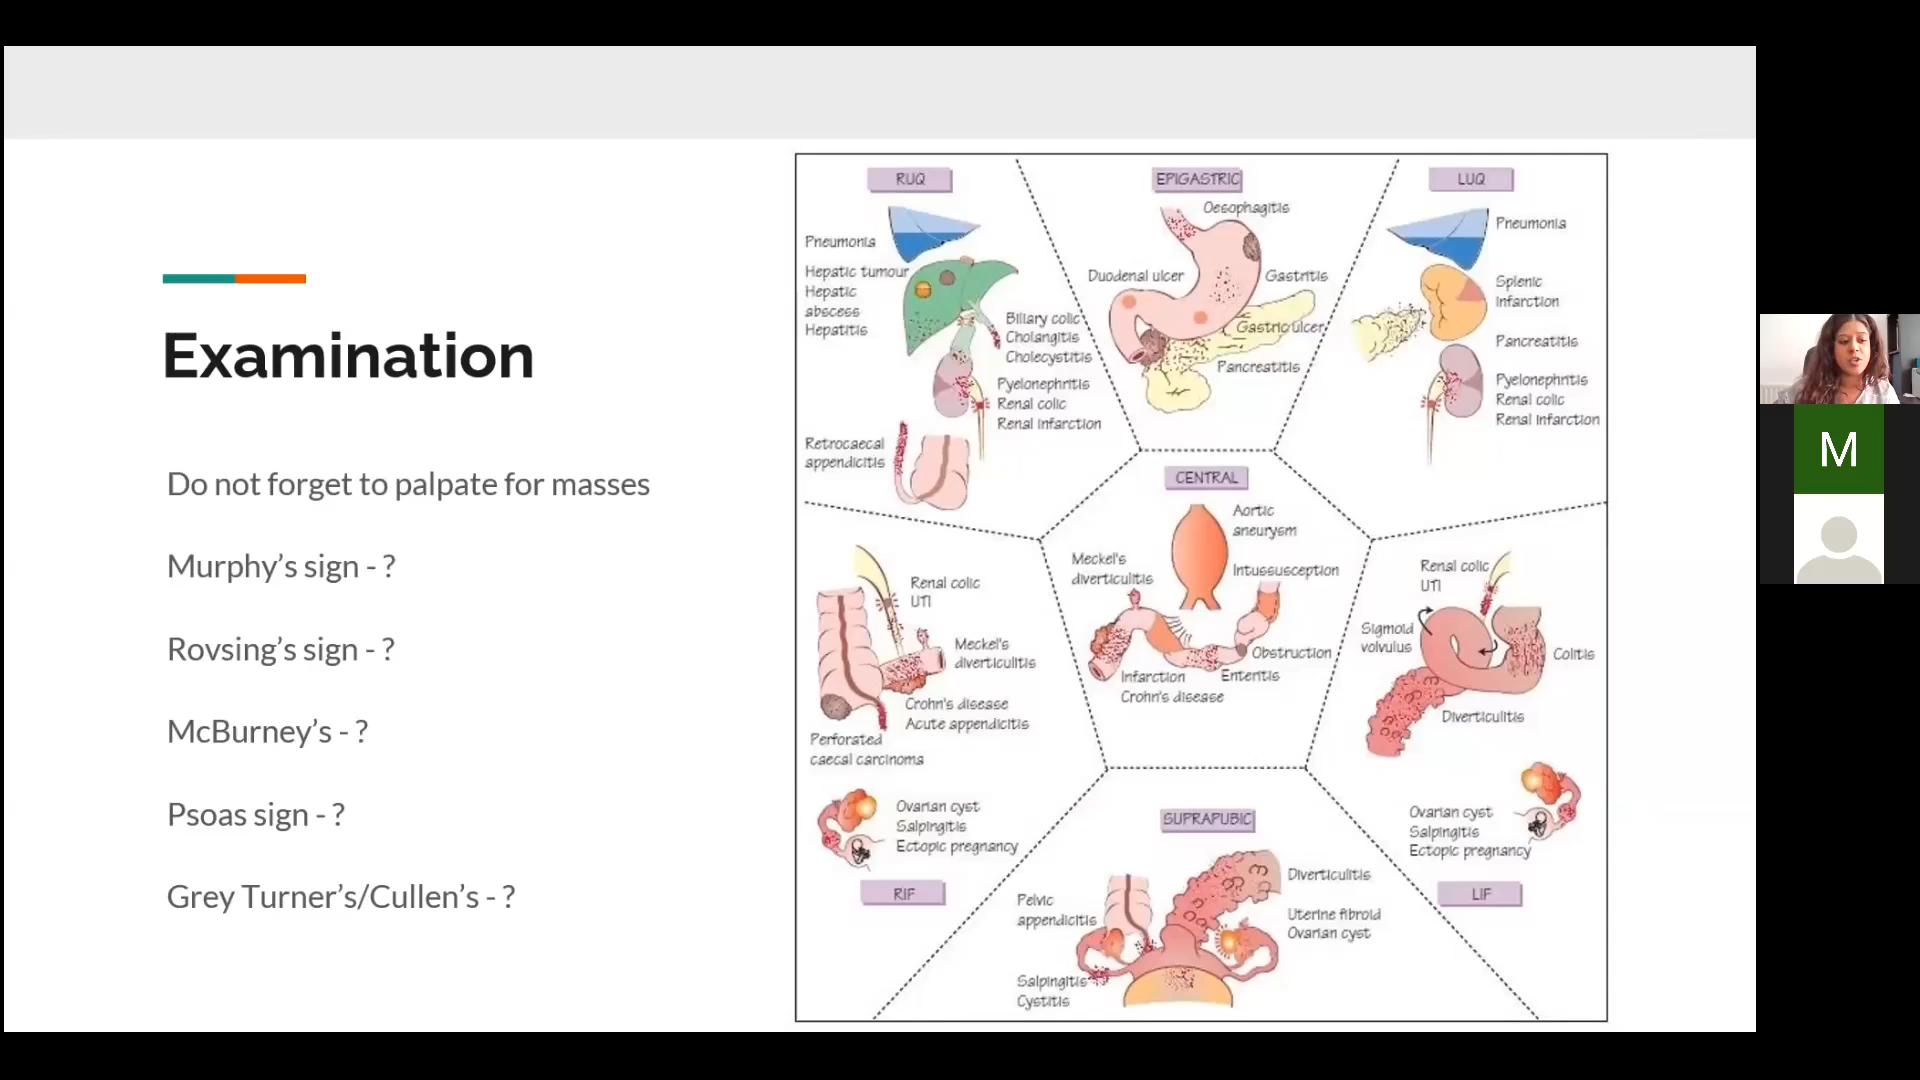 Examination
Do not forget to palpate for masses
Murphy’s sign - ?
Rovsing’s sign - ?
McBurney’s - ?
Psoas sign - ?
Grey Turner’s/Cullen’s - ?
RUQ
Pneumonia
Hepatic tumour
Hepatic
abscess
Hepatitis
Biliary colic
Cholangitis
Cholecystitis
Pyelonephritis
Renal colic
Renal infarction
Retrocaecal
appendicitis
EPIGASTRIC
Oesophagitis
Duodenal ulcer
Gastritis
Gastric ulcer
Pancreatitis
LUQ
Pneumonia
Splenic
infarction
Pancreatitis
Pyelonephritis
Renal colic
Renal infarction
CENTRAL
Aortic
aneurysm
Meckel's
diverticulitis
Intussusception
Obstruction
Infarction
Enteritis
Crohn's disease
Renal colic
UTI
Meckel's
diverticulitis
Crohn's disease
Acute appendicitis
Perforated
caecal carcinoma
Ovarian cyst
Salpingitis
Ectopic pregnancy
RIF
Renal colic
UTI
Sigmoid
volvulus
Colitis
Diverticulitis
Ovarian cyst
Salpingitis
Ectopic pregnancy
LIF
SUPRAPUBIC
Diverticulitis
Pelvic
appendicitis
Uterine fibroid
Ovarian cyst
Salpingitis
Cystitis
M